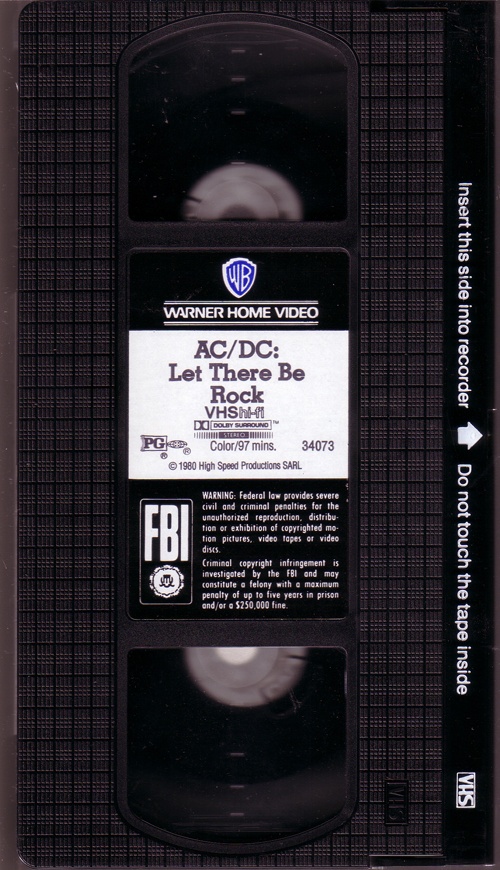 WB
WARNER HOME VIDEO
AC/DC:
Let There Be
Rock
VHS hi-fi
DOLBY SURROUND™
STEREO
PG® ® Color/97 mins. 34073
© 1980 High Speed Productions SARL
FBI
WARNING: Federal law provides severe
civil and criminal penalties for the
unauthorized reproduction, distribu-
tion or exhibition of copyrighted mo-
tion pictures, video tapes or video
discs.
Criminal copyright infringement is
investigated by the FBI and may
constitute a felony with a maximum
penalty of up to five years in prison
and/or a $250,000 fine.
Insert this side into recorder Do not touch the tape inside
VHS
VHS